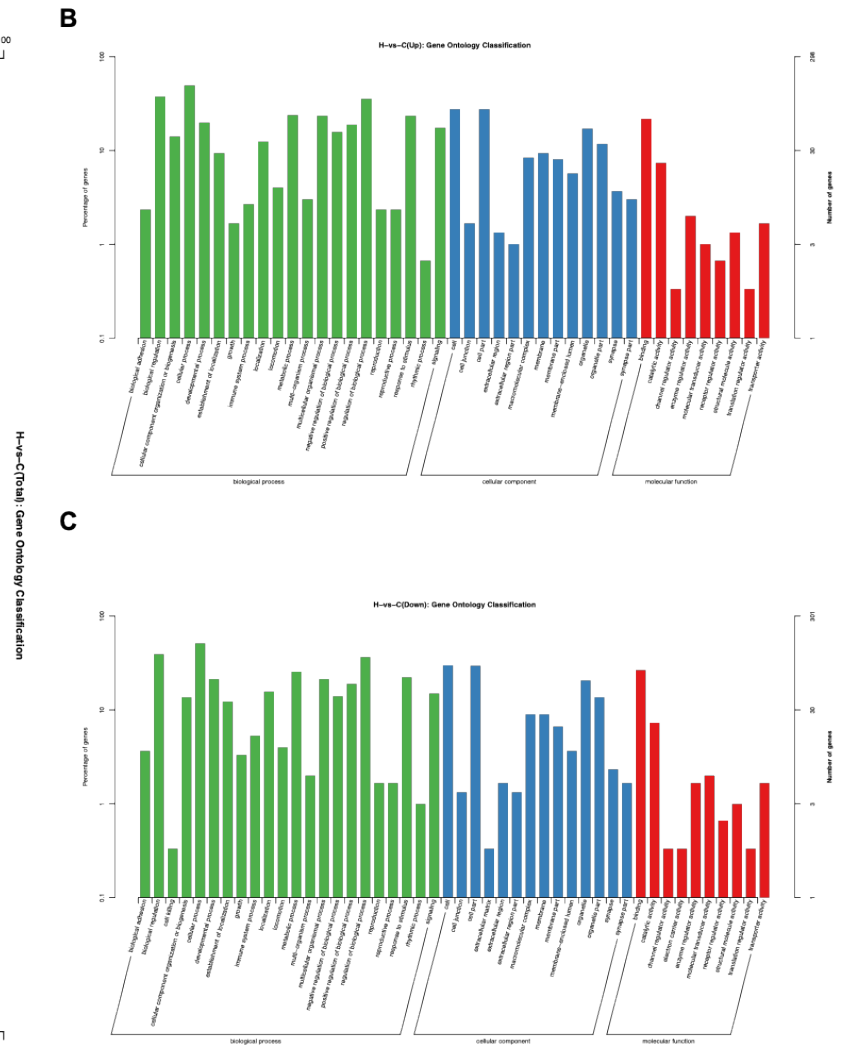 B
00
H-vs-C(Up): Gene Ontology Classification
Percentage of genes
100
10
1
0.1
Number of genes
298
30
3
1
biological adhesion
biological regulation
cellular component organization or biogenesis
cellular process
developmental process
establishment of localization
growth
immune system process
localization
locomotion
metabolic process
multi-organism process
multicellular organismal process
negative regulation of biological process
positive regulation of biological process
regulation of biological process
reproduction
reproductive process
response to stimulus
rhythmic process
signaling
cell
cell junction
cell part
extracellular region
extracellular region part
macromolecular complex
membrane
membrane part
membrane-enclosed lumen
organelle
organelle part
synapse
synapse part
binding
catalytic activity
channel regulator activity
enzyme regulator activity
molecular transducer activity
receptor regulator activity
structural molecule activity
translation regulator activity
transporter activity
biological process
cellular component
molecular function
H-vs-C(Total): Gene Ontology Classification
C
H-vs-C(Down): Gene Ontology Classification
Percentage of genes
100
10
1
0.1
Number of genes
301
30
3
1
biological adhesion
biological regulation
cell killing
cellular component organization or biogenesis
cellular process
developmental process
establishment of localization
growth
immune system process
localization
locomotion
metabolic process
multi-organism process
multicellular organismal process
negative regulation of biological process
positive regulation of biological process
regulation of biological process
reproduction
reproductive process
response to stimulus
rhythmic process
signaling
cell
cell junction
cell part
extracellular matrix
extracellular region
extracellular region part
macromolecular complex
membrane
membrane part
membrane-enclosed lumen
organelle
organelle part
synapse
synapse part
binding
catalytic activity
channel regulator activity
electron carrier activity
enzyme regulator activity
molecular transducer activity
receptor regulator activity
structural molecule activity
translation regulator activity
transporter activity
biological process
cellular component
molecular function